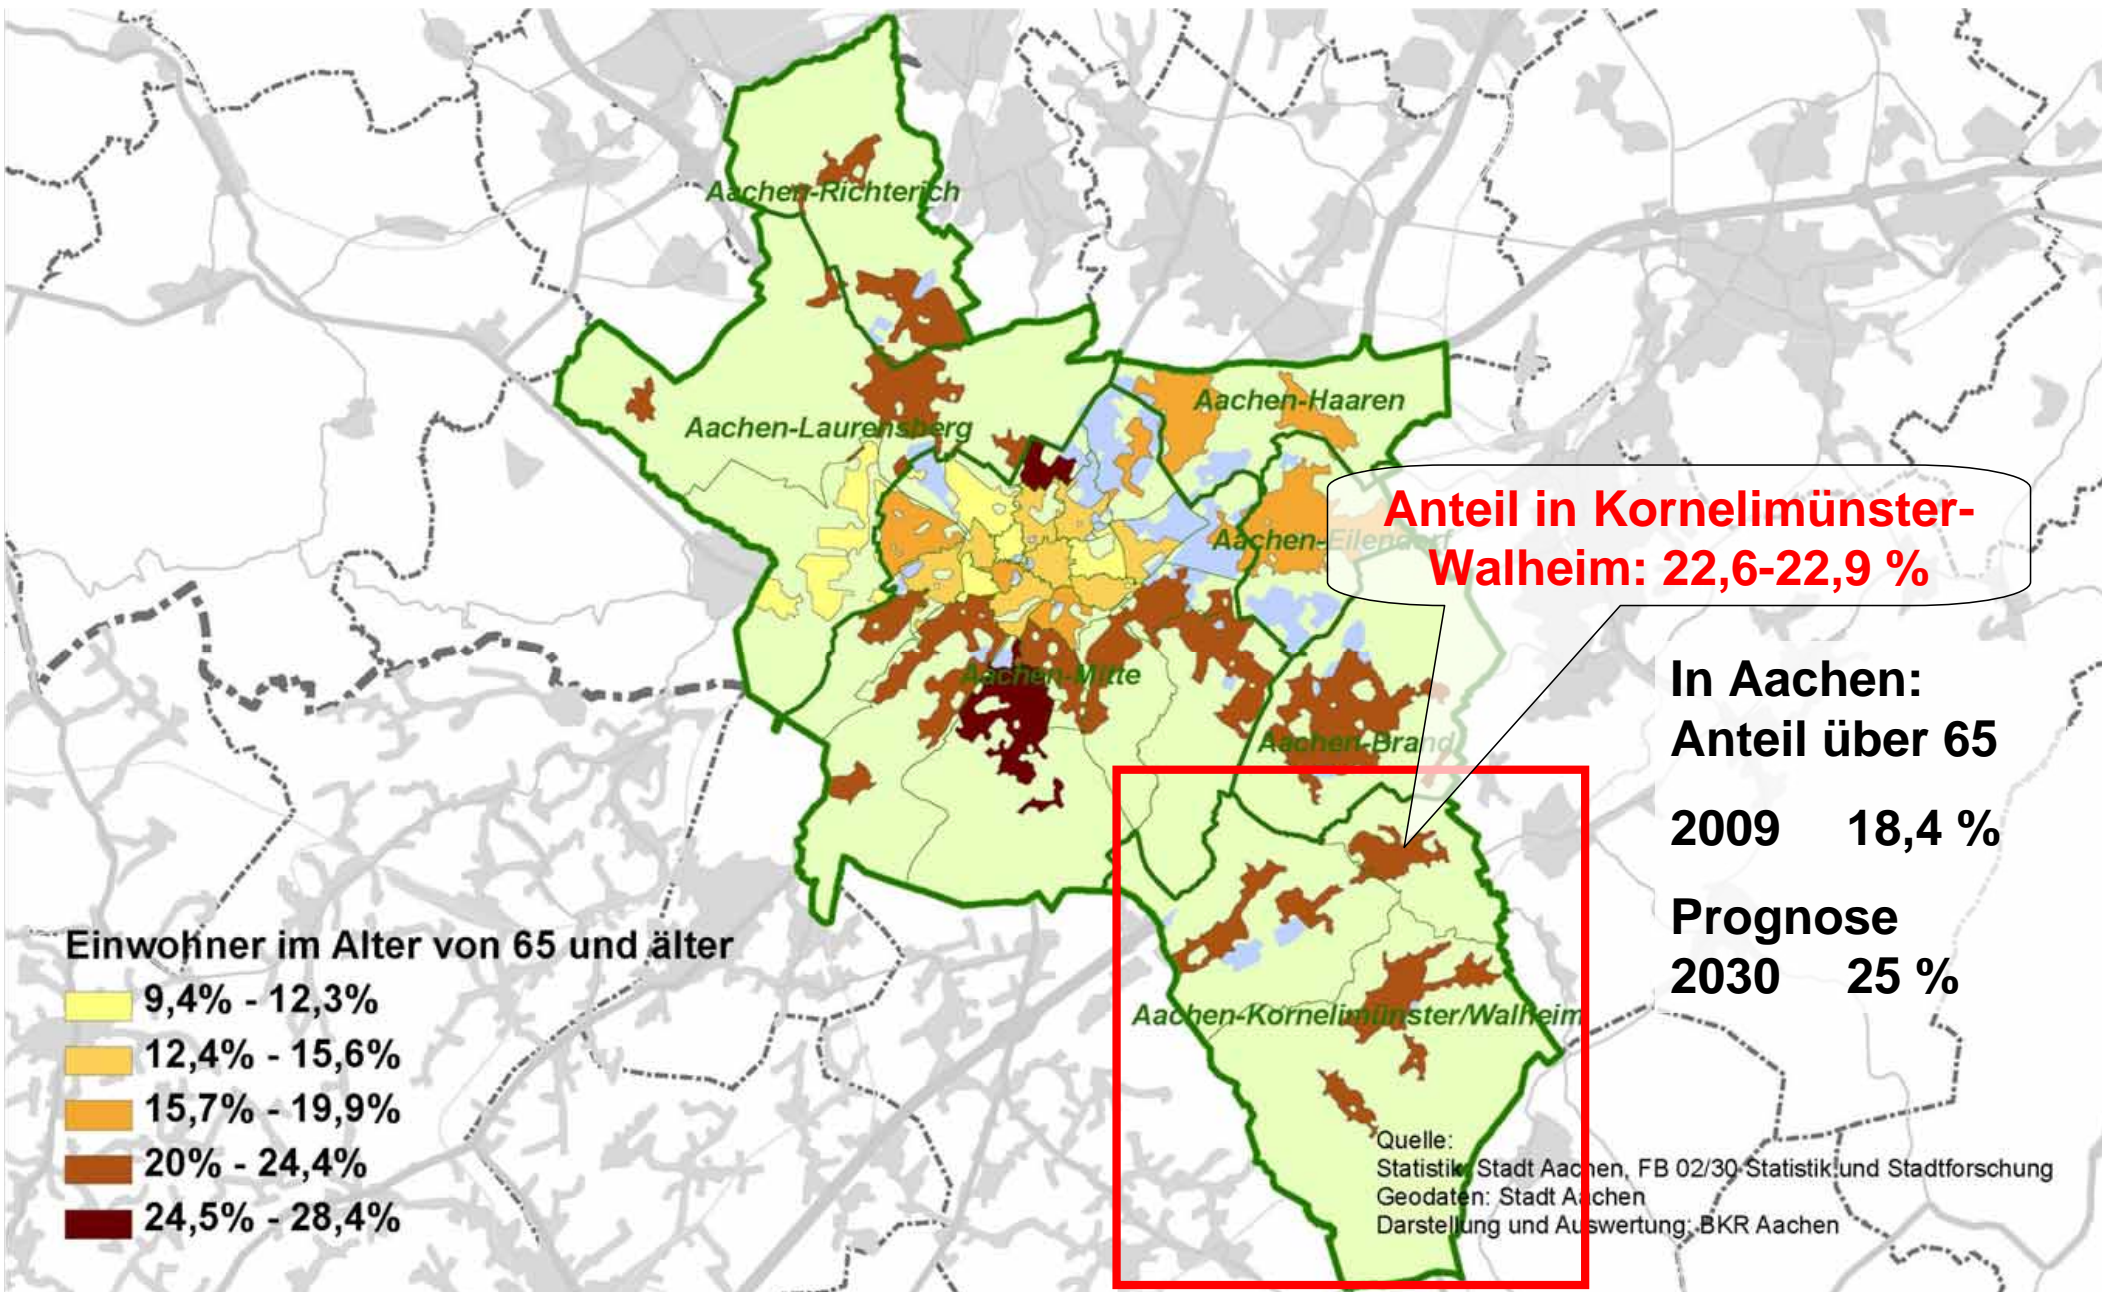 Aachen-Richterich
Aachen-Haaren
Aachen-Laurensberg
Anteil in Kornelimünster-
Walheim: 22,6-22,9 %
Aachen-Eilendorf
Aachen-Mitte
Aachen-Brand
In Aachen:
Anteil über 65
2009 18,4 %
Prognose
2030 25 %
Einwohner im Alter von 65 und älter
9,4% - 12,3%
12,4% - 15,6%
15,7% - 19,9%
20% - 24,4%
24,5% - 28,4%
Aachen-Kornelimünster/Walheim
Quelle:
Statistik: Stadt Aachen, FB 02/30 Statistik und Stadtforschung
Geodaten: Stadt Aachen
Darstellung und Auswertung: BKR Aachen